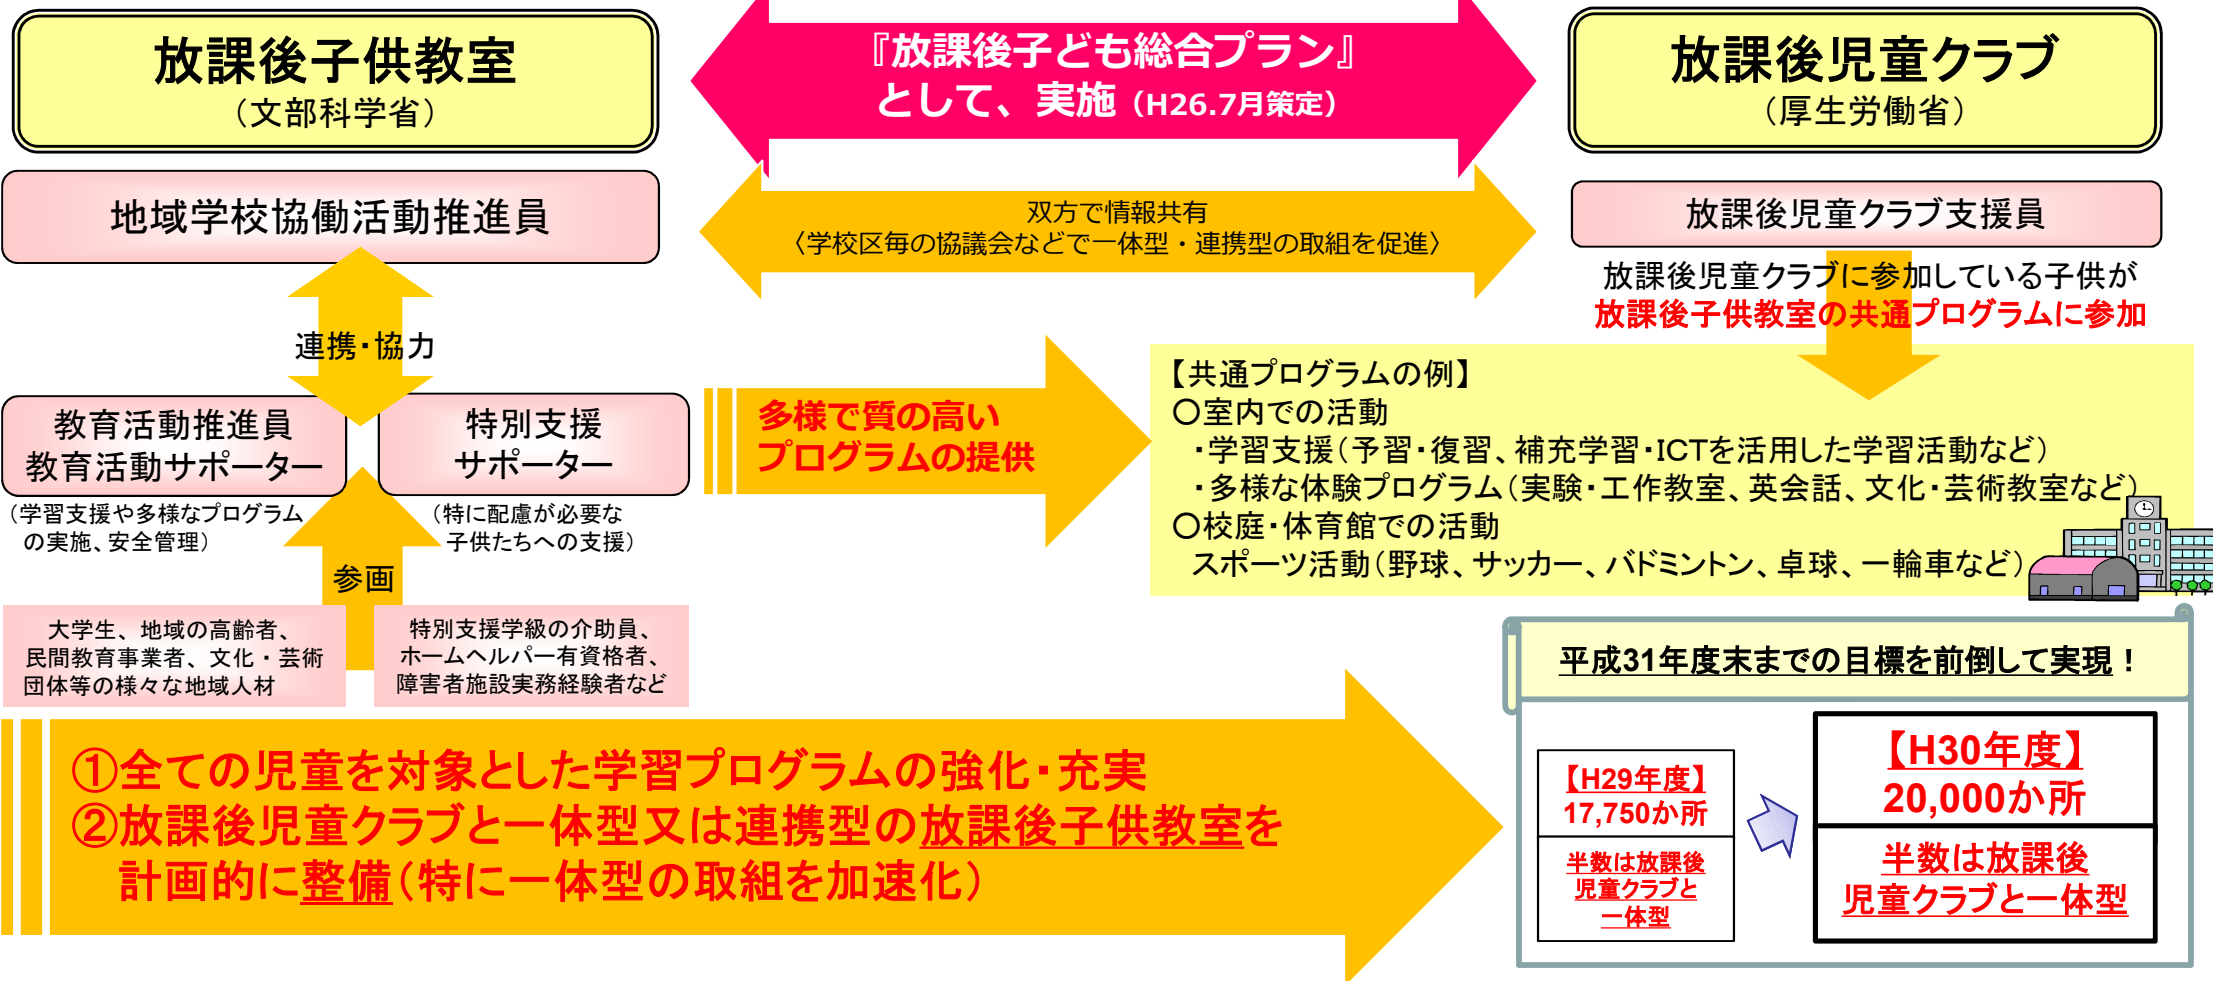 放課後子供教室
（文部科学省）
『放課後子ども総合プラン』
として、実施（H26.7月策定）
放課後児童クラブ
（厚生労働省）
地域学校協働活動推進員
双方で情報共有
〈学校区毎の協議会などで一体型・連携型の取組を促進〉
放課後児童クラブ支援員
放課後児童クラブに参加している子供が
放課後子供教室の共通プログラムに参加
連携・協力
教育活動推進員
教育活動サポーター
特別支援
サポーター
（学習支援や多様なプログラム
の実施、安全管理）
（特に配慮が必要な
子供たちへの支援）
参画
大学生、地域の高齢者、
民間教育事業者、文化・芸術
団体等の様々な地域人材
特別支援学級の介助員、
ホームヘルパー有資格者、
障害者施設実務経験者など
多様で質の高い
プログラムの提供
【共通プログラムの例】
○室内での活動
・学習支援（予習・復習、補充学習・ICTを活用した学習活動など）
・多様な体験プログラム（実験・工作教室、英会話、文化・芸術教室など）
○校庭・体育館での活動
スポーツ活動（野球、サッカー、バドミントン、卓球、一輪車など）
①全ての児童を対象とした学習プログラムの強化・充実
②放課後児童クラブと一体型又は連携型の放課後子供教室を
計画的に整備（特に一体型の取組を加速化）
平成31年度末までの目標を前倒して実現！
【H29年度】
17,750か所
半数は放課後
児童クラブと
一体型
【H30年度】
20,000か所
半数は放課後
児童クラブと一体型